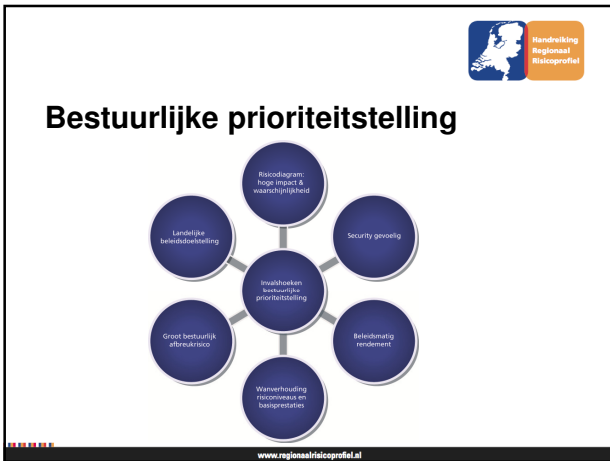 Handreiking
Regionaal
Risicoprofiel
Bestuurlijke prioriteitstelling
Risicodiagram:
hoge impact &
waarschijnlijkheid
Landelijke
beleidsdoelstelling
Security gevoelig
Invalshoeken
bestuurlijke
prioriteitstelling
Groot bestuurlijk
afbreukrisico
Beleidsmatig
rendement
Wanverhouding
risiconiveaus en
basisprestaties
www.regionaalrisicoprofiel.nl